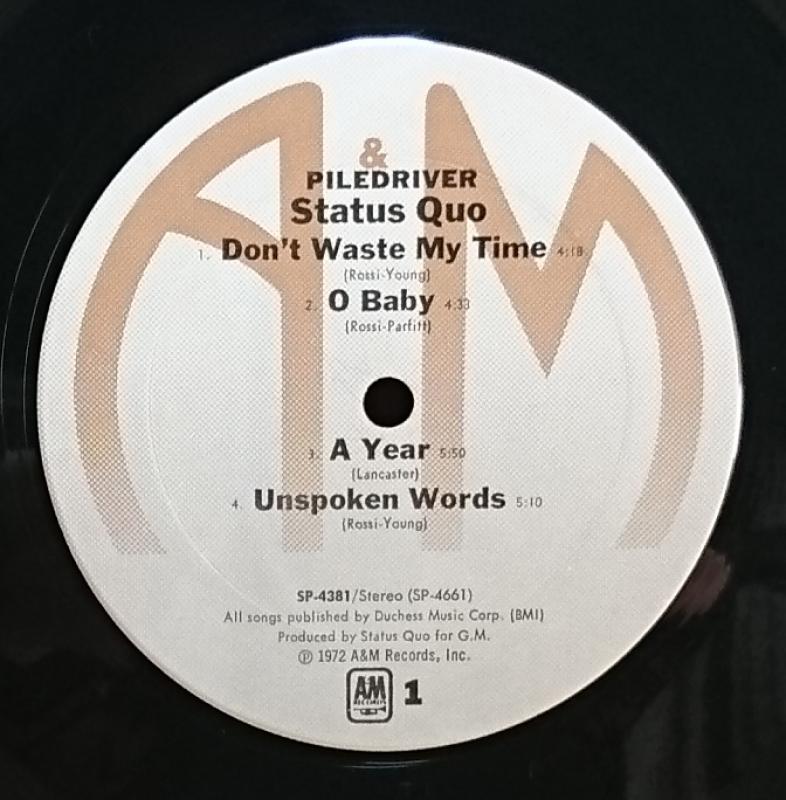 A & M
PILEDRIVER
Status Quo
1. Don't Waste My Time 4:18
(Rossi-Young)
2. O Baby 4:33
(Rossi-Parfitt)
3. A Year 5:50
(Lancaster)
4. Unspoken Words 5:10
(Rossi-Young)
SP-4381/Stereo (SP-4661)
All songs published by Duchess Music Corp. (BMI)
Produced by Status Quo for G.M.
℗ 1972 A&M Records, Inc.
A&M RECORDS 1